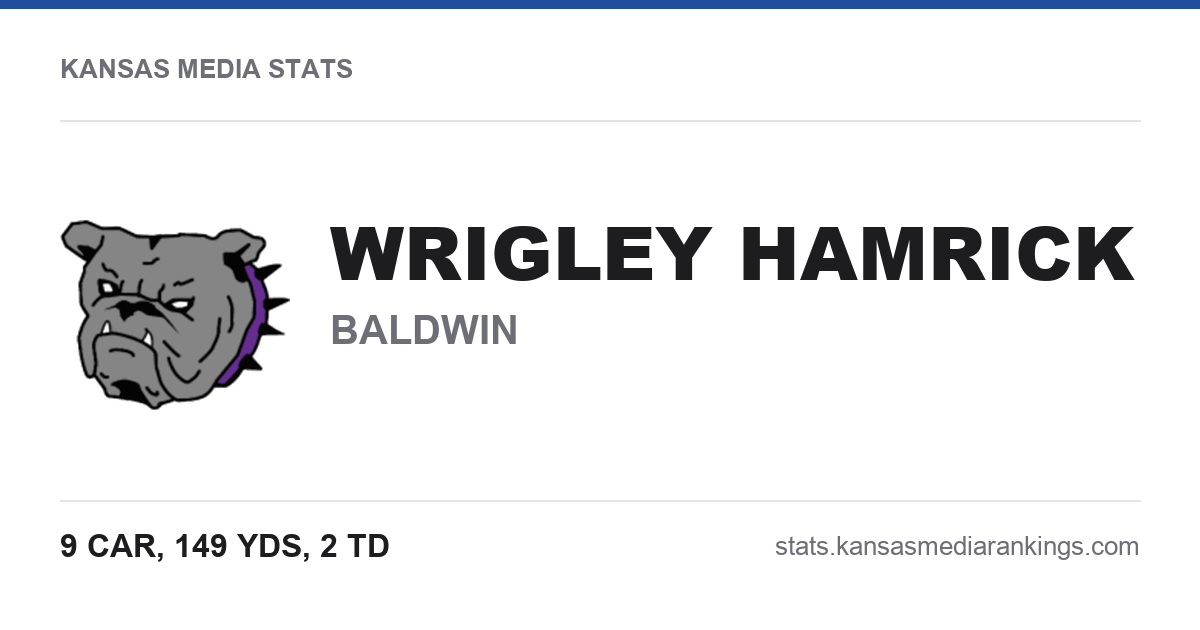 KANSAS MEDIA STATS
WRIGLEY HAMRICK
BALDWIN
9 CAR, 149 YDS, 2 TD
stats.kansasmediarankings.com